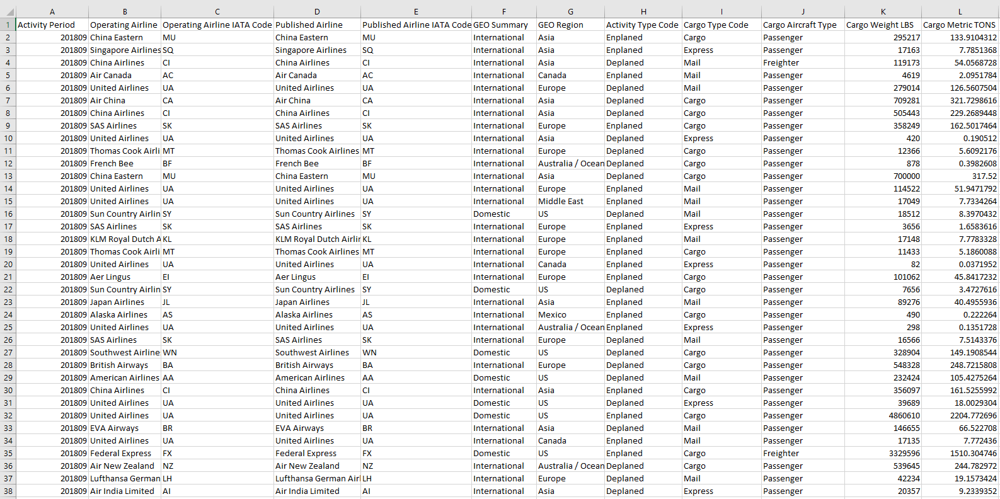 A B C D E F G H I J K L
1 Activity Period Operating Airline Operating Airline IATA Code Published Airline Published Airline IATA Code GEO Summary GEO Region Activity Type Code Cargo Type Code Cargo Aircraft Type Cargo Weight LBS Cargo Metric TONS
2 201809 China Eastern MU China Eastern MU International Asia Enplaned Cargo Passenger 295217 133.9104312
3 201809 Singapore Airlines SQ Singapore Airlines SQ International Asia Enplaned Express Passenger 17163 7.7851368
4 201809 China Airlines CI China Airlines CI International Asia Deplaned Mail Freighter 119173 54.0568728
5 201809 Air Canada AC Air Canada AC International Canada Enplaned Mail Passenger 4619 2.0951784
6 201809 United Airlines UA United Airlines UA International Europe Deplaned Mail Passenger 279014 126.5607504
7 201809 Air China CA Air China CA International Asia Deplaned Cargo Passenger 709281 321.7298616
8 201809 China Airlines CI China Airlines CI International Asia Deplaned Cargo Passenger 505443 229.2689448
9 201809 SAS Airlines SK SAS Airlines SK International Europe Enplaned Cargo Passenger 358249 162.5017464
10 201809 United Airlines UA United Airlines UA International Asia Deplaned Express Passenger 420 0.190512
11 201809 Thomas Cook Airli MT Thomas Cook Airlines MT International Europe Deplaned Cargo Passenger 12366 5.6092176
12 201809 French Bee BF French Bee BF International Australia / Ocean Deplaned Cargo Passenger 878 0.3982608
13 201809 China Eastern MU China Eastern MU International Asia Deplaned Cargo Passenger 700000 317.52
14 201809 United Airlines UA United Airlines UA International Europe Enplaned Mail Passenger 114522 51.9471792
15 201809 United Airlines UA United Airlines UA International Middle East Enplaned Mail Passenger 17049 7.7334264
16 201809 Sun Country Airlin SY Sun Country Airlines SY Domestic US Deplaned Mail Passenger 18512 8.3970432
17 201809 SAS Airlines SK SAS Airlines SK International Europe Enplaned Express Passenger 3656 1.6583616
18 201809 KLM Royal Dutch A KL KLM Royal Dutch Airlir KL International Europe Enplaned Mail Passenger 17148 7.7783328
19 201809 Thomas Cook Airli MT Thomas Cook Airlines MT International Europe Enplaned Cargo Passenger 11433 5.1860088
20 201809 United Airlines UA United Airlines UA International Canada Enplaned Express Passenger 82 0.0371952
21 201809 Aer Lingus EI Aer Lingus EI International Europe Enplaned Cargo Passenger 101062 45.8417232
22 201809 Sun Country Airlin SY Sun Country Airlines SY Domestic US Deplaned Cargo Passenger 7656 3.4727616
23 201809 Japan Airlines JL Japan Airlines JL International Asia Enplaned Mail Passenger 89276 40.4955936
24 201809 Alaska Airlines AS Alaska Airlines AS International Mexico Enplaned Cargo Passenger 490 0.222264
25 201809 United Airlines UA United Airlines UA International Australia / Ocean Enplaned Express Passenger 298 0.1351728
26 201809 SAS Airlines SK SAS Airlines SK International Europe Deplaned Mail Passenger 16566 7.5143376
27 201809 Southwest Airline WN Southwest Airlines WN Domestic US Deplaned Cargo Passenger 328904 149.1908544
28 201809 British Airways BA British Airways BA International Europe Deplaned Cargo Passenger 548328 248.7215808
29 201809 American Airlines AA American Airlines AA Domestic US Deplaned Mail Passenger 232424 105.4275264
30 201809 China Airlines CI China Airlines CI International Asia Enplaned Cargo Passenger 356097 161.5255992
31 201809 United Airlines UA United Airlines UA Domestic US Deplaned Express Passenger 39689 18.0029304
32 201809 United Airlines UA United Airlines UA Domestic US Enplaned Cargo Passenger 4860610 2204.772696
33 201809 EVA Airways BR EVA Airways BR International Asia Deplaned Mail Passenger 146655 66.522708
34 201809 United Airlines UA United Airlines UA International Canada Enplaned Mail Passenger 17135 7.772436
35 201809 Federal Express FX Federal Express FX Domestic US Enplaned Cargo Freighter 3329596 1510.304746
36 201809 Air New Zealand NZ Air New Zealand NZ International Australia / Ocean Deplaned Cargo Passenger 539645 244.782972
37 201809 Lufthansa German LH Lufthansa German Airl LH International Europe Deplaned Mail Passenger 42234 19.1573424
38 201809 Air India Limited AI Air India Limited AI International Asia Deplaned Express Passenger 20357 9.2339352